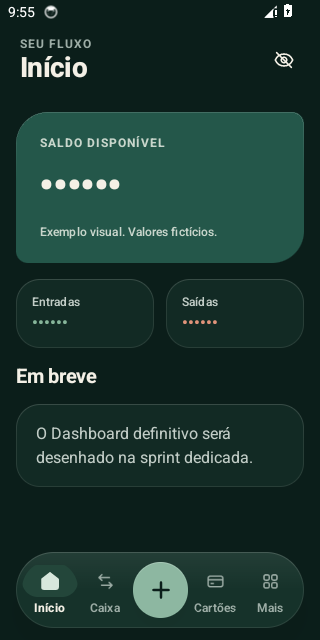 9:55
SEU FLUXO
Início
SALDO DISPONÍVEL
••••••
Exemplo visual. Valores fictícios.
Entradas
••••••
Saídas
••••••
Em breve
O Dashboard definitivo será
desenhado na sprint dedicada.
Início
Caixa
Cartões
Mais